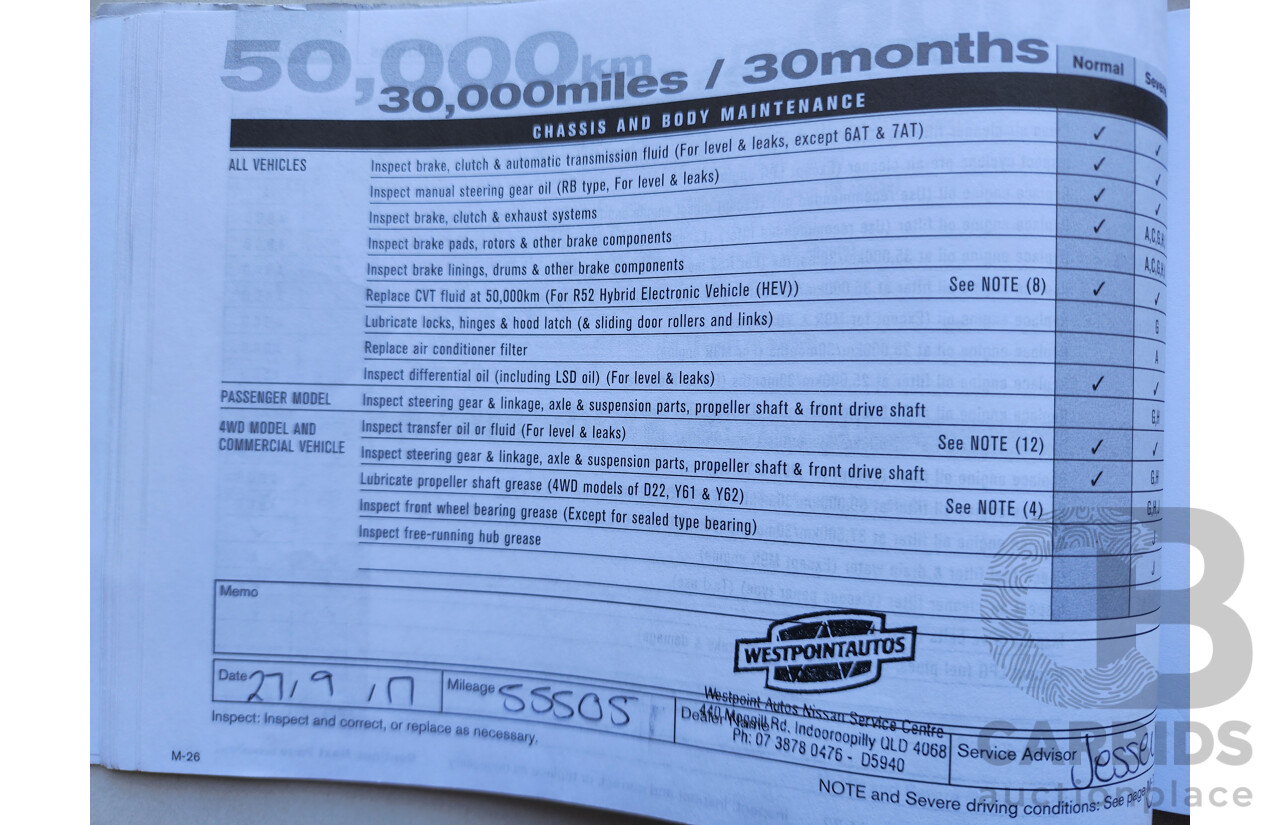 50,000km
30,000miles / 30months
Normal
CHASSIS AND BODY MAINTENANCE
ALL VEHICLES
Inspect brake, clutch & automatic transmission fluid (For level & leaks, except 6AT & 7AT) ✓ ✓
Inspect manual steering gear oil (RB type, For level & leaks) ✓ ✓
Inspect brake, clutch & exhaust systems ✓ ✓
Inspect brake pads, rotors & other brake components ✓ A,C,G,H
Inspect brake linings, drums & other brake components A,C,G,H
Replace CVT fluid at 50,000km (For R52 Hybrid Electronic Vehicle (HEV)) See NOTE (8) ✓ ✓
Lubricate locks, hinges & hood latch (& sliding door rollers and links) G
Replace air conditioner filter A
Inspect differential oil (including LSD oil) (For level & leaks) ✓ ✓
PASSENGER MODEL Inspect steering gear & linkage, axle & suspension parts, propeller shaft & front drive shaft G,H
4WD MODEL AND
COMMERCIAL VEHICLE
Inspect transfer oil or fluid (For level & leaks) See NOTE (12) ✓ ✓
Inspect steering gear & linkage, axle & suspension parts, propeller shaft & front drive shaft ✓ G,H
Lubricate propeller shaft grease (4WD models of D22, Y61 & Y62) See NOTE (4) G,H,J
Inspect front wheel bearing grease (Except for sealed type bearing) J
Inspect free-running hub grease J
Memo
WESTPOINTAUTOS
Date 27/9/17
Mileage 55505
Westpoint Autos Nissan Service Centre
Dealer Name
440 Moggill Rd, Indooroopilly QLD 4068
Ph: 07 3878 0476 - D5940
Service Advisor
Inspect: Inspect and correct, or replace as necessary.
M-26
NOTE and Severe driving conditions: See page
CB
CARBIDS
auctionplace